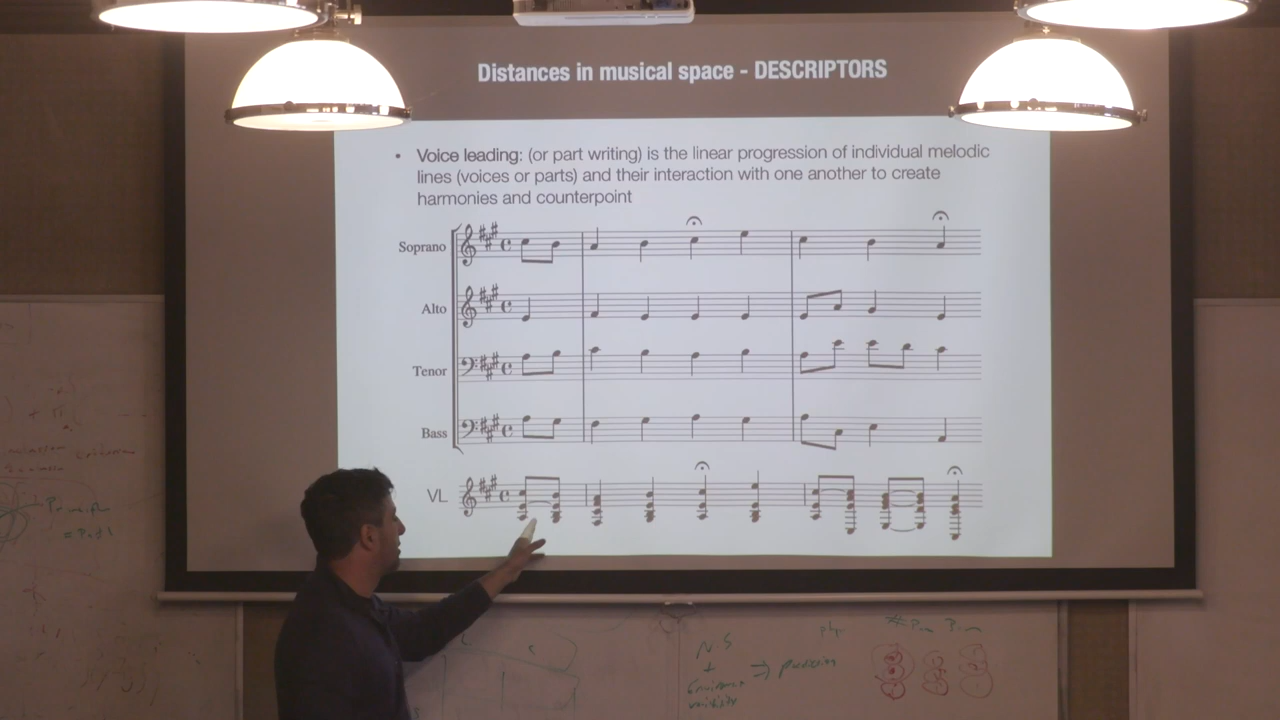 Distances in musical space - DESCRIPTORS
• Voice leading: (or part writing) is the linear progression of individual melodic
lines (voices or parts) and their interaction with one another to create
harmonies and counterpoint
Soprano
Alto
Tenor
Bass
VL
N.S